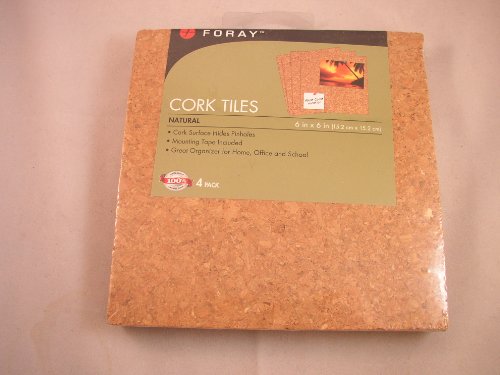 FORAY™
CORK TILES
NATURAL
6 in x 6 in (15.2 cm x 15.2 cm)
• Cork Surface Hides Pinholes
• Mounting Tape Included
• Great Organizer for Home, Office and School
100%
4 PACK